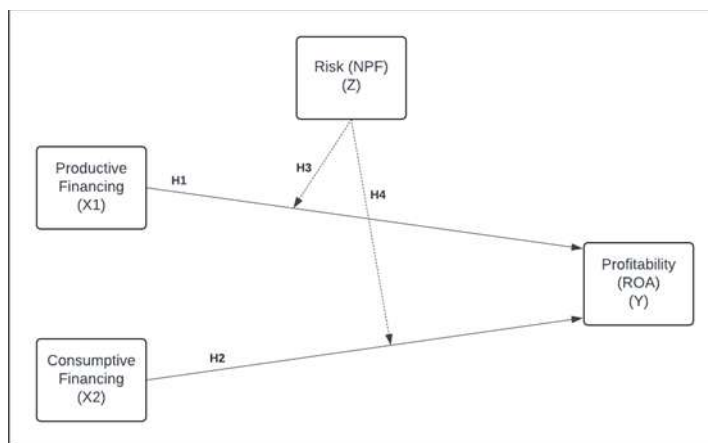 Risk (NPF)
(Z)
H3
Productive
Financing
(X1)
H1
H4
Profitability
(ROA)
(Y)
Consumptive
Financing
(X2)
H2